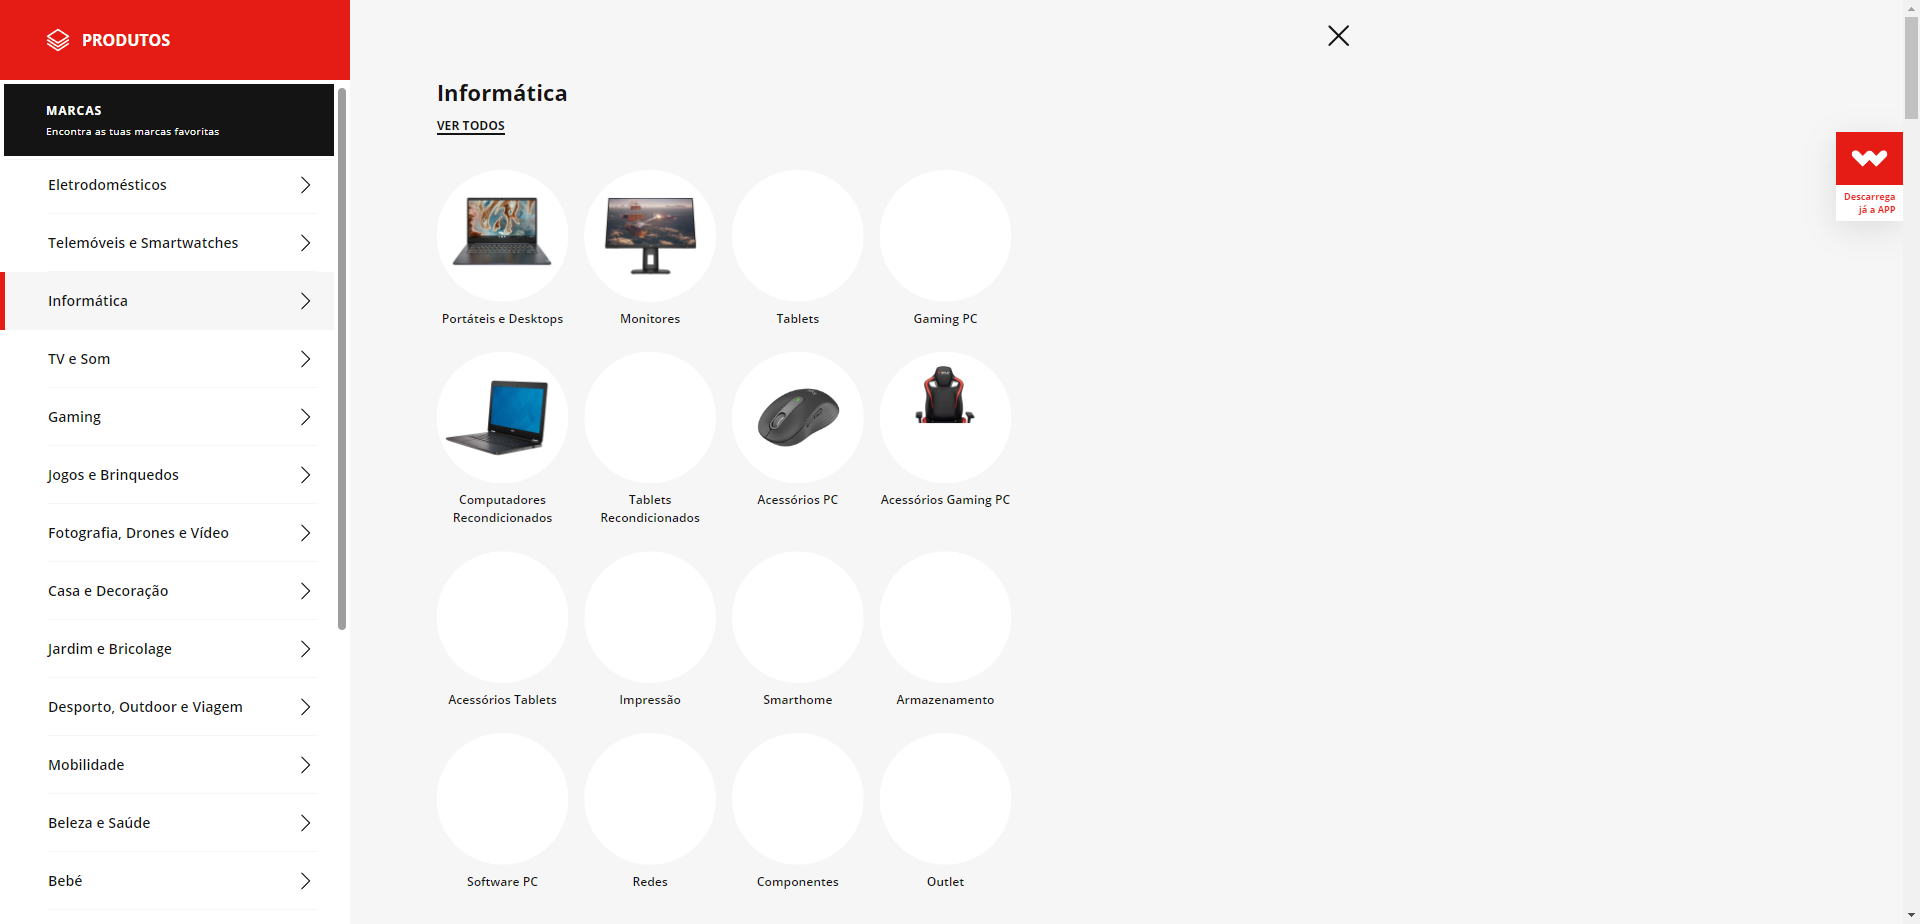 PRODUTOS
MARCAS
Encontra as tuas marcas favoritas
Eletrodomésticos
Telemóveis e Smartwatches
Informática
TV e Som
Gaming
Jogos e Brinquedos
Fotografia, Drones e Vídeo
Casa e Decoração
Jardim e Bricolage
Desporto, Outdoor e Viagem
Mobilidade
Beleza e Saúde
Bebé
Informática
VER TODOS
Portáteis e Desktops
Monitores
Tablets
Gaming PC
Computadores
Recondicionados
Tablets
Recondicionados
Acessórios PC
Acessórios Gaming PC
Acessórios Tablets
Impressão
Smarthome
Armazenamento
Software PC
Redes
Componentes
Outlet
Descarrega
já a APP